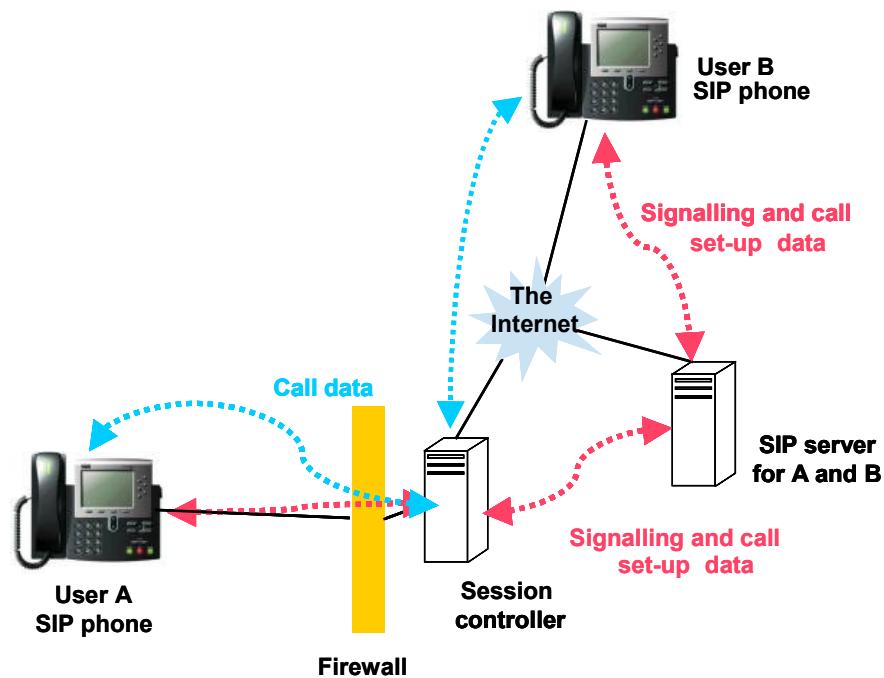 User B
SIP phone
Signalling and call
set-up data
The
Internet
Call data
SIP server
for A and B
Signalling and call
set-up data
User A
SIP phone
Session
controller
Firewall